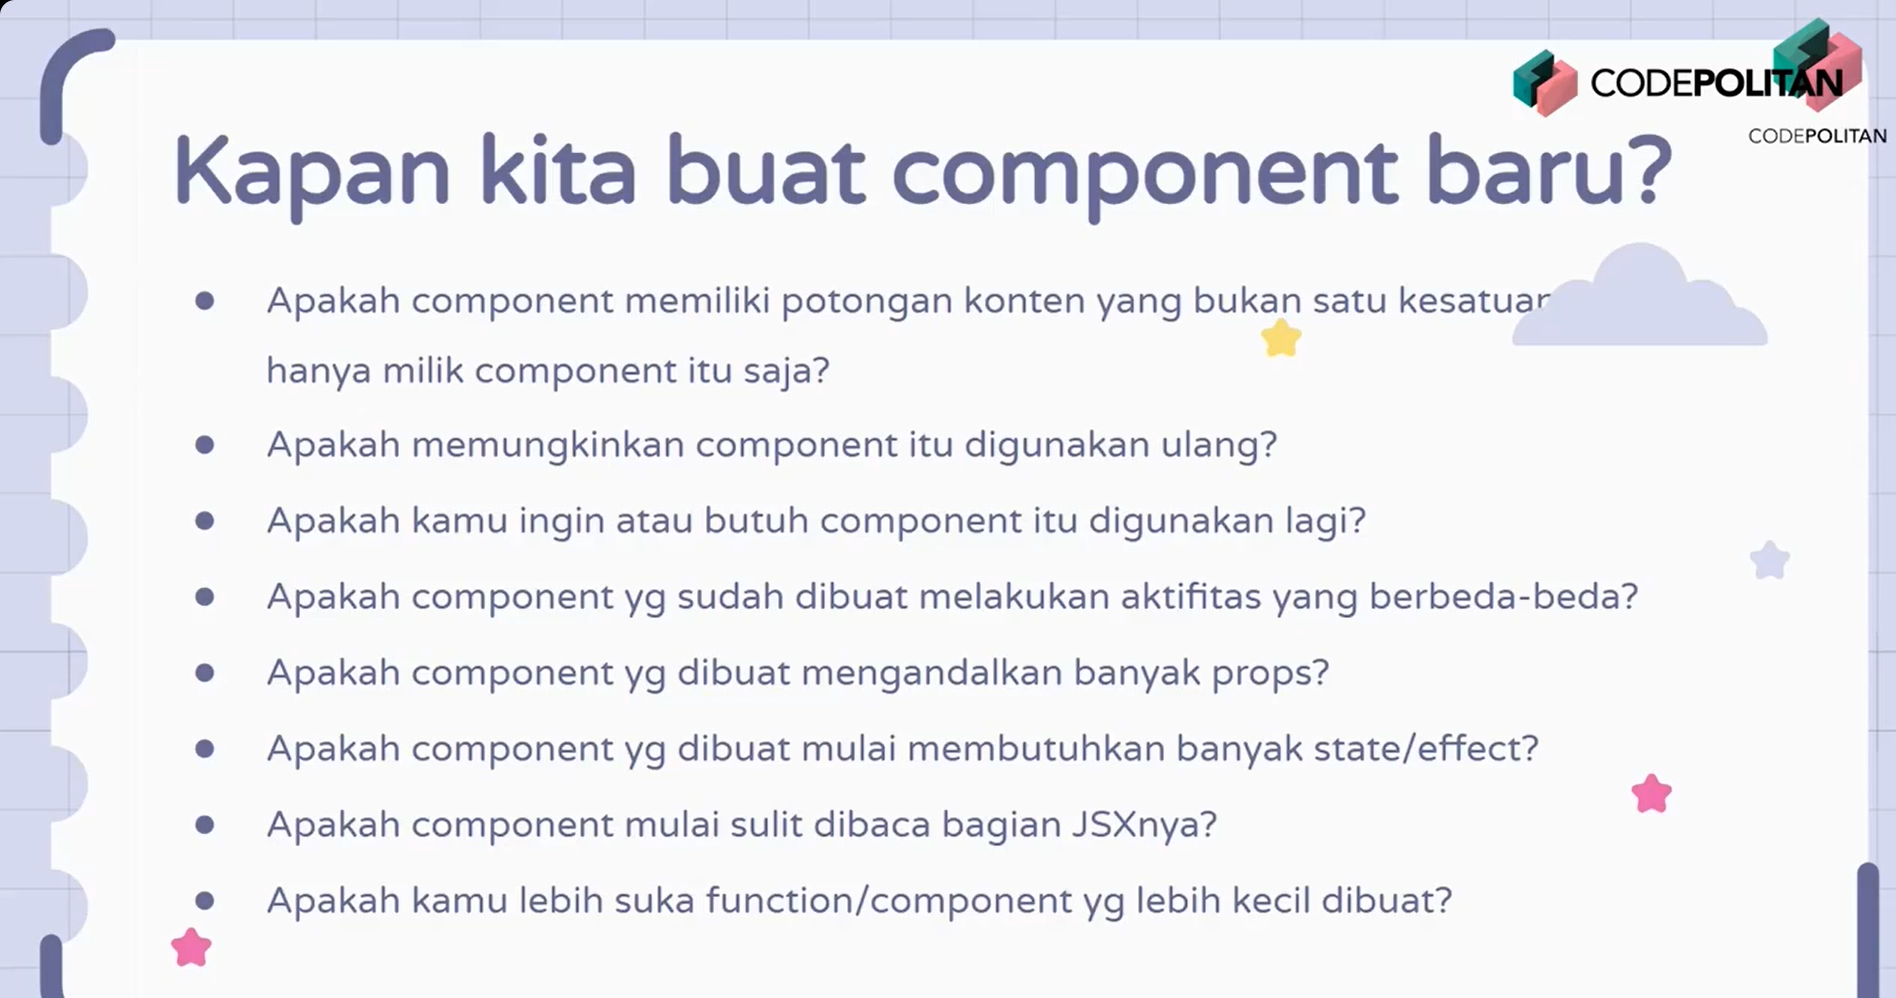 CODEPOLITAN
CODEPOLITAN
Kapan kita buat component baru?
Apakah component memiliki potongan konten yang bukan satu
hanya milik component itu saja?
Apakah memungkinkan component itu digunakan ulang?
Apakah kamu ingin atau butuh component itu digunakan lagi?
Apakah component yg sudah dibuat melakukan aktifitas yang berbeda-beda?
Apakah component yg dibuat mengandalkan banyak props?
Apakah component yg dibuat mulai membutuhkan banyak state/effect?
Apakah component mulai sulit dibaca bagian JSXnya?
Apakah kamu lebih suka function/component yg lebih kecil dibuat?